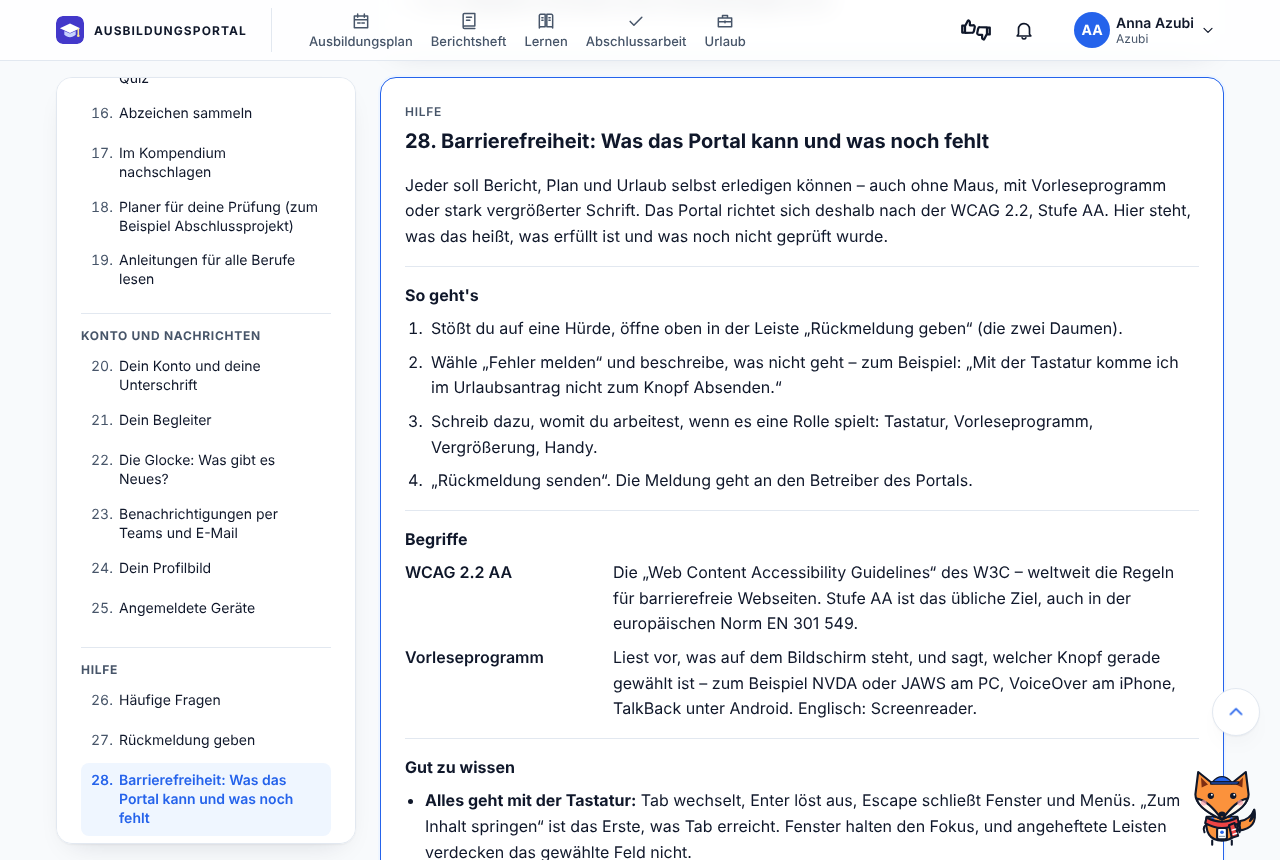 AUSBILDUNGSPORTAL
Ausbildungsplan
Berichtsheft
Lernen
Abschlussarbeit
Urlaub
AA
Anna Azubi
Azubi
Quiz
16. Abzeichen sammeln
17. Im Kompendium
nachschlagen
18. Planer für deine Prüfung (zum
Beispiel Abschlussprojekt)
19. Anleitungen für alle Berufe
lesen
KONTO UND NACHRICHTEN
20. Dein Konto und deine
Unterschrift
21. Dein Begleiter
22. Die Glocke: Was gibt es
Neues?
23. Benachrichtigungen per
Teams und E-Mail
24. Dein Profilbild
25. Angemeldete Geräte
HILFE
26. Häufige Fragen
27. Rückmeldung geben
28. Barrierefreiheit: Was das
Portal kann und was noch
fehlt
HILFE
28. Barrierefreiheit: Was das Portal kann und was noch fehlt
Jeder soll Bericht, Plan und Urlaub selbst erledigen können – auch ohne Maus, mit Vorleseprogramm
oder stark vergrößerter Schrift. Das Portal richtet sich deshalb nach der WCAG 2.2, Stufe AA. Hier steht,
was das heißt, was erfüllt ist und was noch nicht geprüft wurde.
So geht's
1. Stößt du auf eine Hürde, öffne oben in der Leiste „Rückmeldung geben“ (die zwei Daumen).
2. Wähle „Fehler melden“ und beschreibe, was nicht geht – zum Beispiel: „Mit der Tastatur komme ich
im Urlaubsantrag nicht zum Knopf Absenden.“
3. Schreib dazu, womit du arbeitest, wenn es eine Rolle spielt: Tastatur, Vorleseprogramm,
Vergrößerung, Handy.
4. „Rückmeldung senden“. Die Meldung geht an den Betreiber des Portals.
Begriffe
WCAG 2.2 AA
Die „Web Content Accessibility Guidelines“ des W3C – weltweit die Regeln
für barrierefreie Webseiten. Stufe AA ist das übliche Ziel, auch in der
europäischen Norm EN 301 549.
Vorleseprogramm
Liest vor, was auf dem Bildschirm steht, und sagt, welcher Knopf gerade
gewählt ist – zum Beispiel NVDA oder JAWS am PC, VoiceOver am iPhone,
TalkBack unter Android. Englisch: Screenreader.
Gut zu wissen
• Alles geht mit der Tastatur: Tab wechselt, Enter löst aus, Escape schließt Fenster und Menüs. „Zum
Inhalt springen“ ist das Erste, was Tab erreicht. Fenster halten den Fokus, und angeheftete Leisten
verdecken das gewählte Feld nicht.